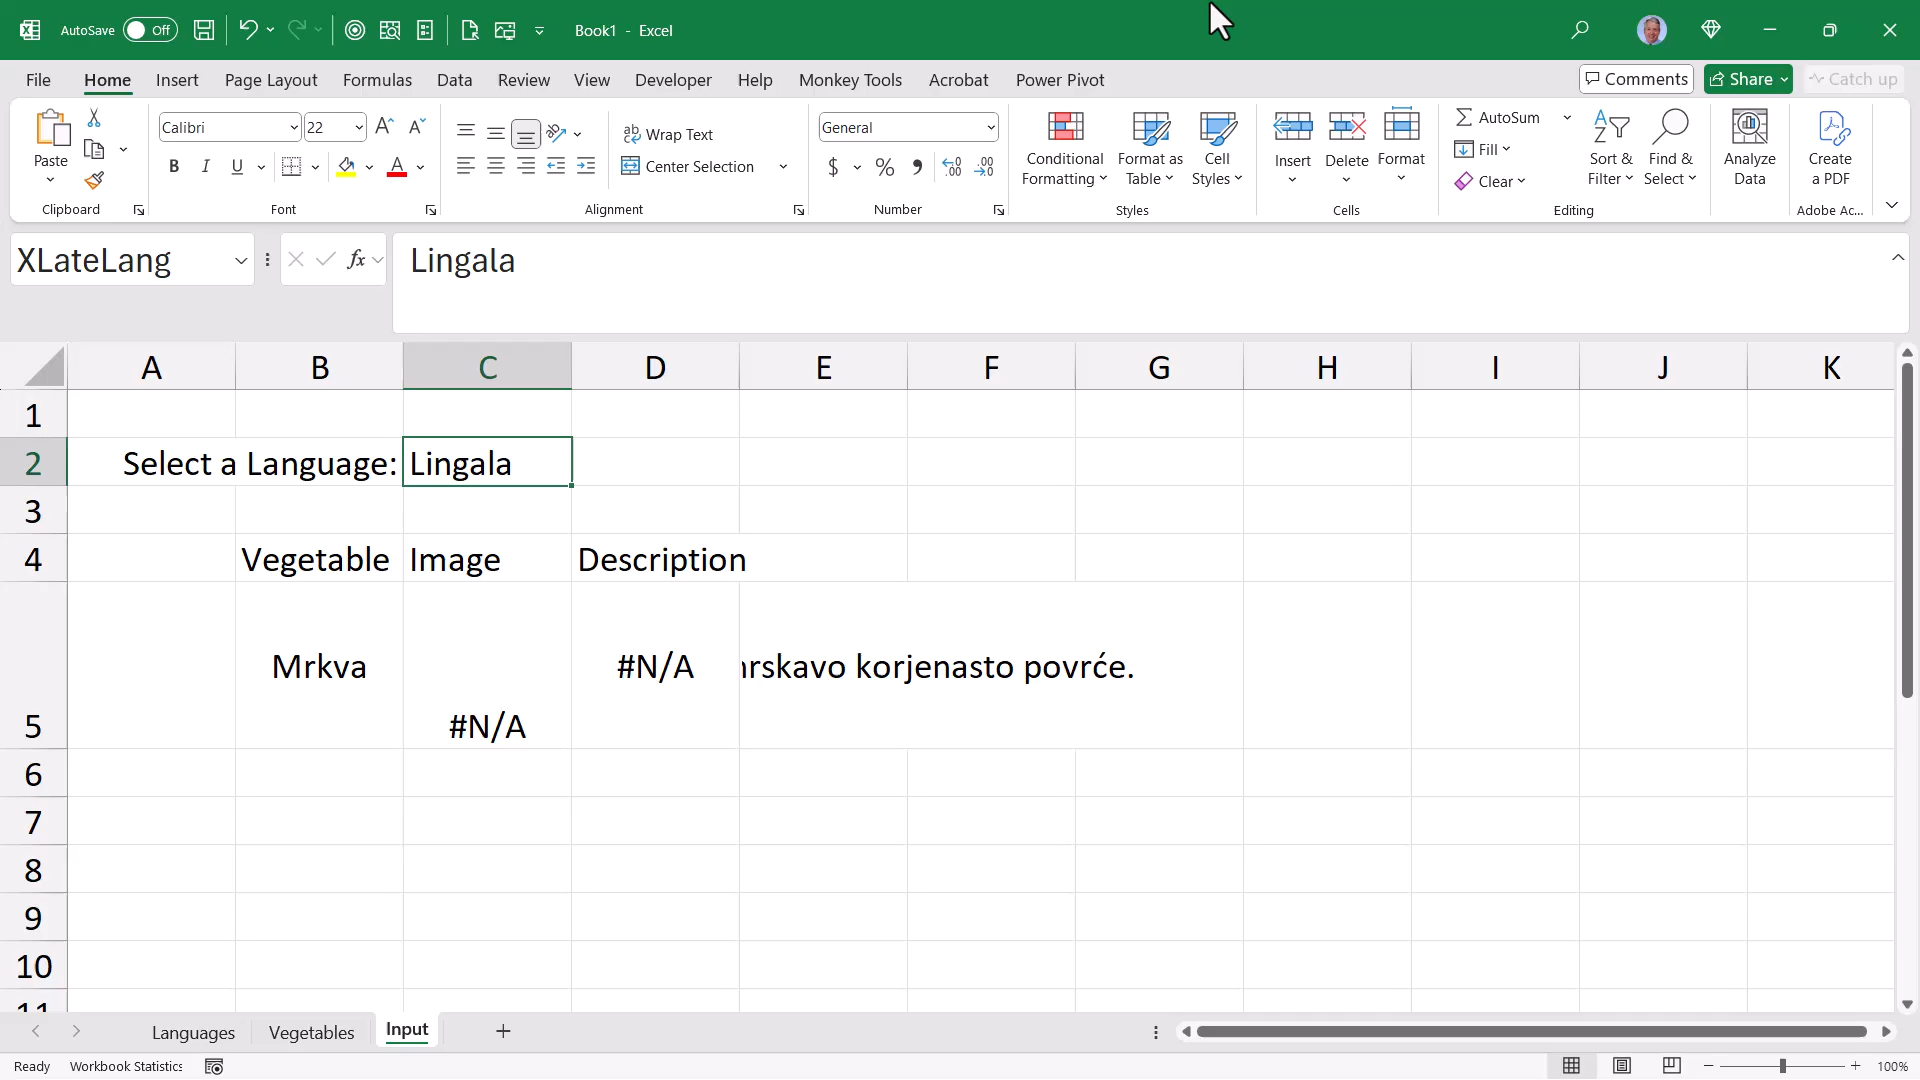 AutoSave Off Book1 - Excel
File Home Insert Page Layout Formulas Data Review View Developer Help Monkey Tools Acrobat Power Pivot Comments Share Catch up
Paste
Clipboard
Calibri 22
B I U A
Font
Wrap Text
Center Selection
Alignment
General
$ % ,
Number
Conditional Formatting
Format as Table
Cell Styles
Styles
Insert
Delete
Format
Cells
AutoSum
Fill
Clear
Sort & Filter
Find & Select
Editing
Analyze Data
Create a PDF
Adobe Ac...
XLateLang fx Lingala
A B C D E F G H I J K
1
2 Select a Language: Lingala
3
4 Vegetable Image Description
5 Mrkva #N/A #N/A rskavo korjenasto povrće.
6
7
8
9
10
11
Languages Vegetables Input
Ready Workbook Statistics 100%